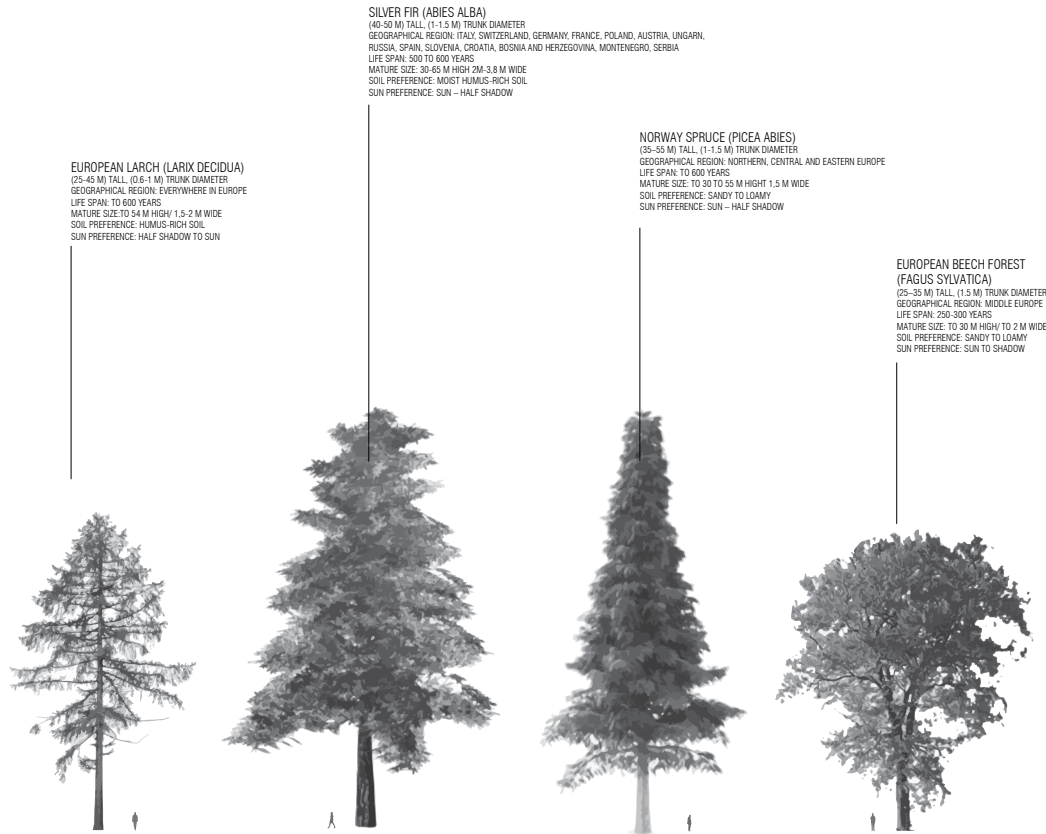 SILVER FIR (ABIES ALBA)
(40-50 M) TALL, (1-1.5 M) TRUNK DIAMETER
GEOGRAPHICAL REGION: ITALY, SWITZERLAND, GERMANY, FRANCE, POLAND, AUSTRIA, UNGARN,
RUSSIA, SPAIN, SLOVENIA, CROATIA, BOSNIA AND HERZEGOVINA, MONTENEGRO, SERBIA
LIFE SPAN: 500 TO 600 YEARS
MATURE SIZE: 30-65 M HIGH 2M-3,8 M WIDE
SOIL PREFERENCE: MOIST HUMUS-RICH SOIL
SUN PREFERENCE: SUN – HALF SHADOW
NORWAY SPRUCE (PICEA ABIES)
(35–55 M) TALL, (1-1.5 M) TRUNK DIAMETER
GEOGRAPHICAL REGION: NORTHERN, CENTRAL AND EASTERN EUROPE
LIFE SPAN: TO 600 YEARS
MATURE SIZE: TO 30 TO 55 M HIGHT 1,5 M WIDE
SOIL PREFERENCE: SANDY TO LOAMY
SUN PREFERENCE: SUN – HALF SHADOW
EUROPEAN LARCH (LARIX DECIDUA)
(25-45 M) TALL, (0.6-1 M) TRUNK DIAMETER
GEOGRAPHICAL REGION: EVERYWHERE IN EUROPE
LIFE SPAN: TO 600 YEARS
MATURE SIZE:TO 54 M HIGH/ 1,5-2 M WIDE
SOIL PREFERENCE: HUMUS-RICH SOIL
SUN PREFERENCE: HALF SHADOW TO SUN
EUROPEAN BEECH FOREST
(FAGUS SYLVATICA)
(25–35 M) TALL, (1.5 M) TRUNK DIAMETER
GEOGRAPHICAL REGION: MIDDLE EUROPE
LIFE SPAN: 250-300 YEARS
MATURE SIZE: TO 30 M HIGH/ TO 2 M WIDE
SOIL PREFERENCE: SANDY TO LOAMY
SUN PREFERENCE: SUN TO SHADOW